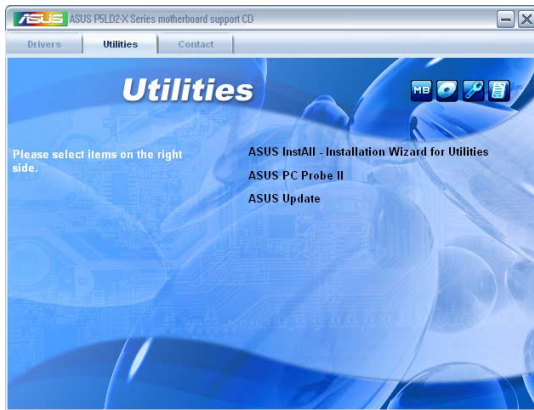 ASUS ASUS P5LD2-X Series motherboard support CD
Drivers Utilities Contact
Utilities
MB
Please select items on the right
side.
ASUS InstAll - Installation Wizard for Utilities
ASUS PC Probe II
ASUS Update